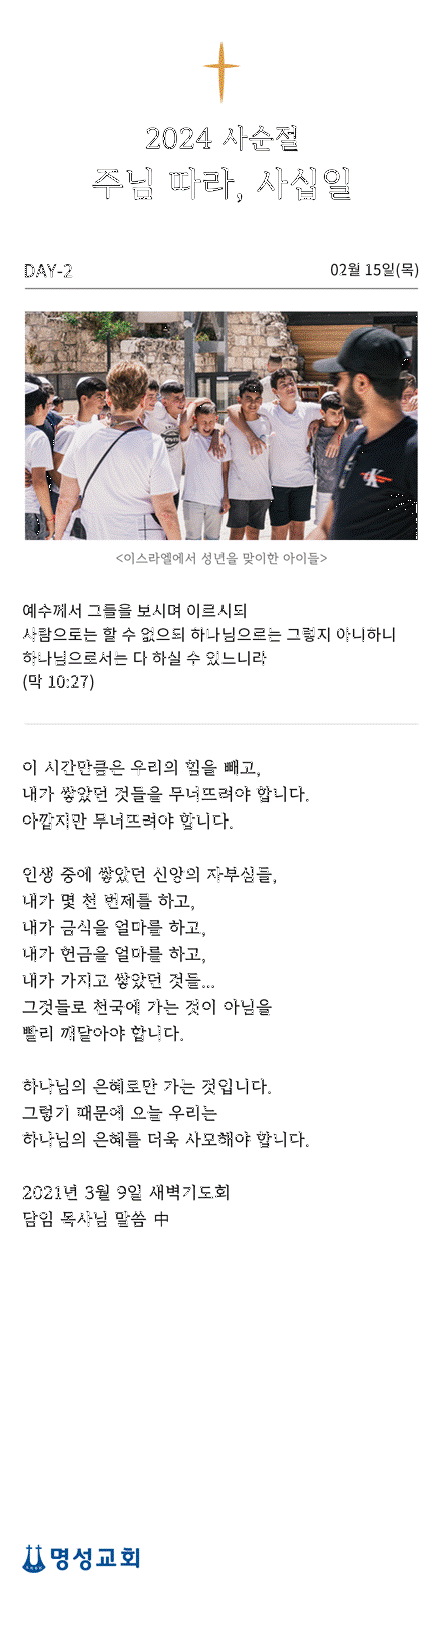 2024 사순절
주님 따라, 사십일
DAY-2
02월 15일(목)
<이스라엘에서 성년을 맞이한 아이들>
예수께서 그들을 보시며 이르시되
사람으로는 할 수 없으되 하나님으로는 그렇지 아니하니
하나님으로서는 다 하실 수 있느니라
(막 10:27)
이 시간만큼은 우리의 힘을 빼고,
내가 쌓았던 것들을 무너뜨려야 합니다.
아깝지만 무너뜨려야 합니다.
인생 중에 쌓았던 신앙의 자부심들,
내가 몇 천 번제를 하고,
내가 금식을 얼마를 하고,
내가 헌금을 얼마를 하고,
내가 가지고 쌓았던 것들...
그것들로 천국에 가는 것이 아님을
빨리 깨달아야 합니다.
하나님의 은혜로만 가는 것입니다.
그렇기 때문에 오늘 우리는
하나님의 은혜를 더욱 사모해야 합니다.
2021년 3월 9일 새벽기도회
담임 목사님 말씀 中
명성교회